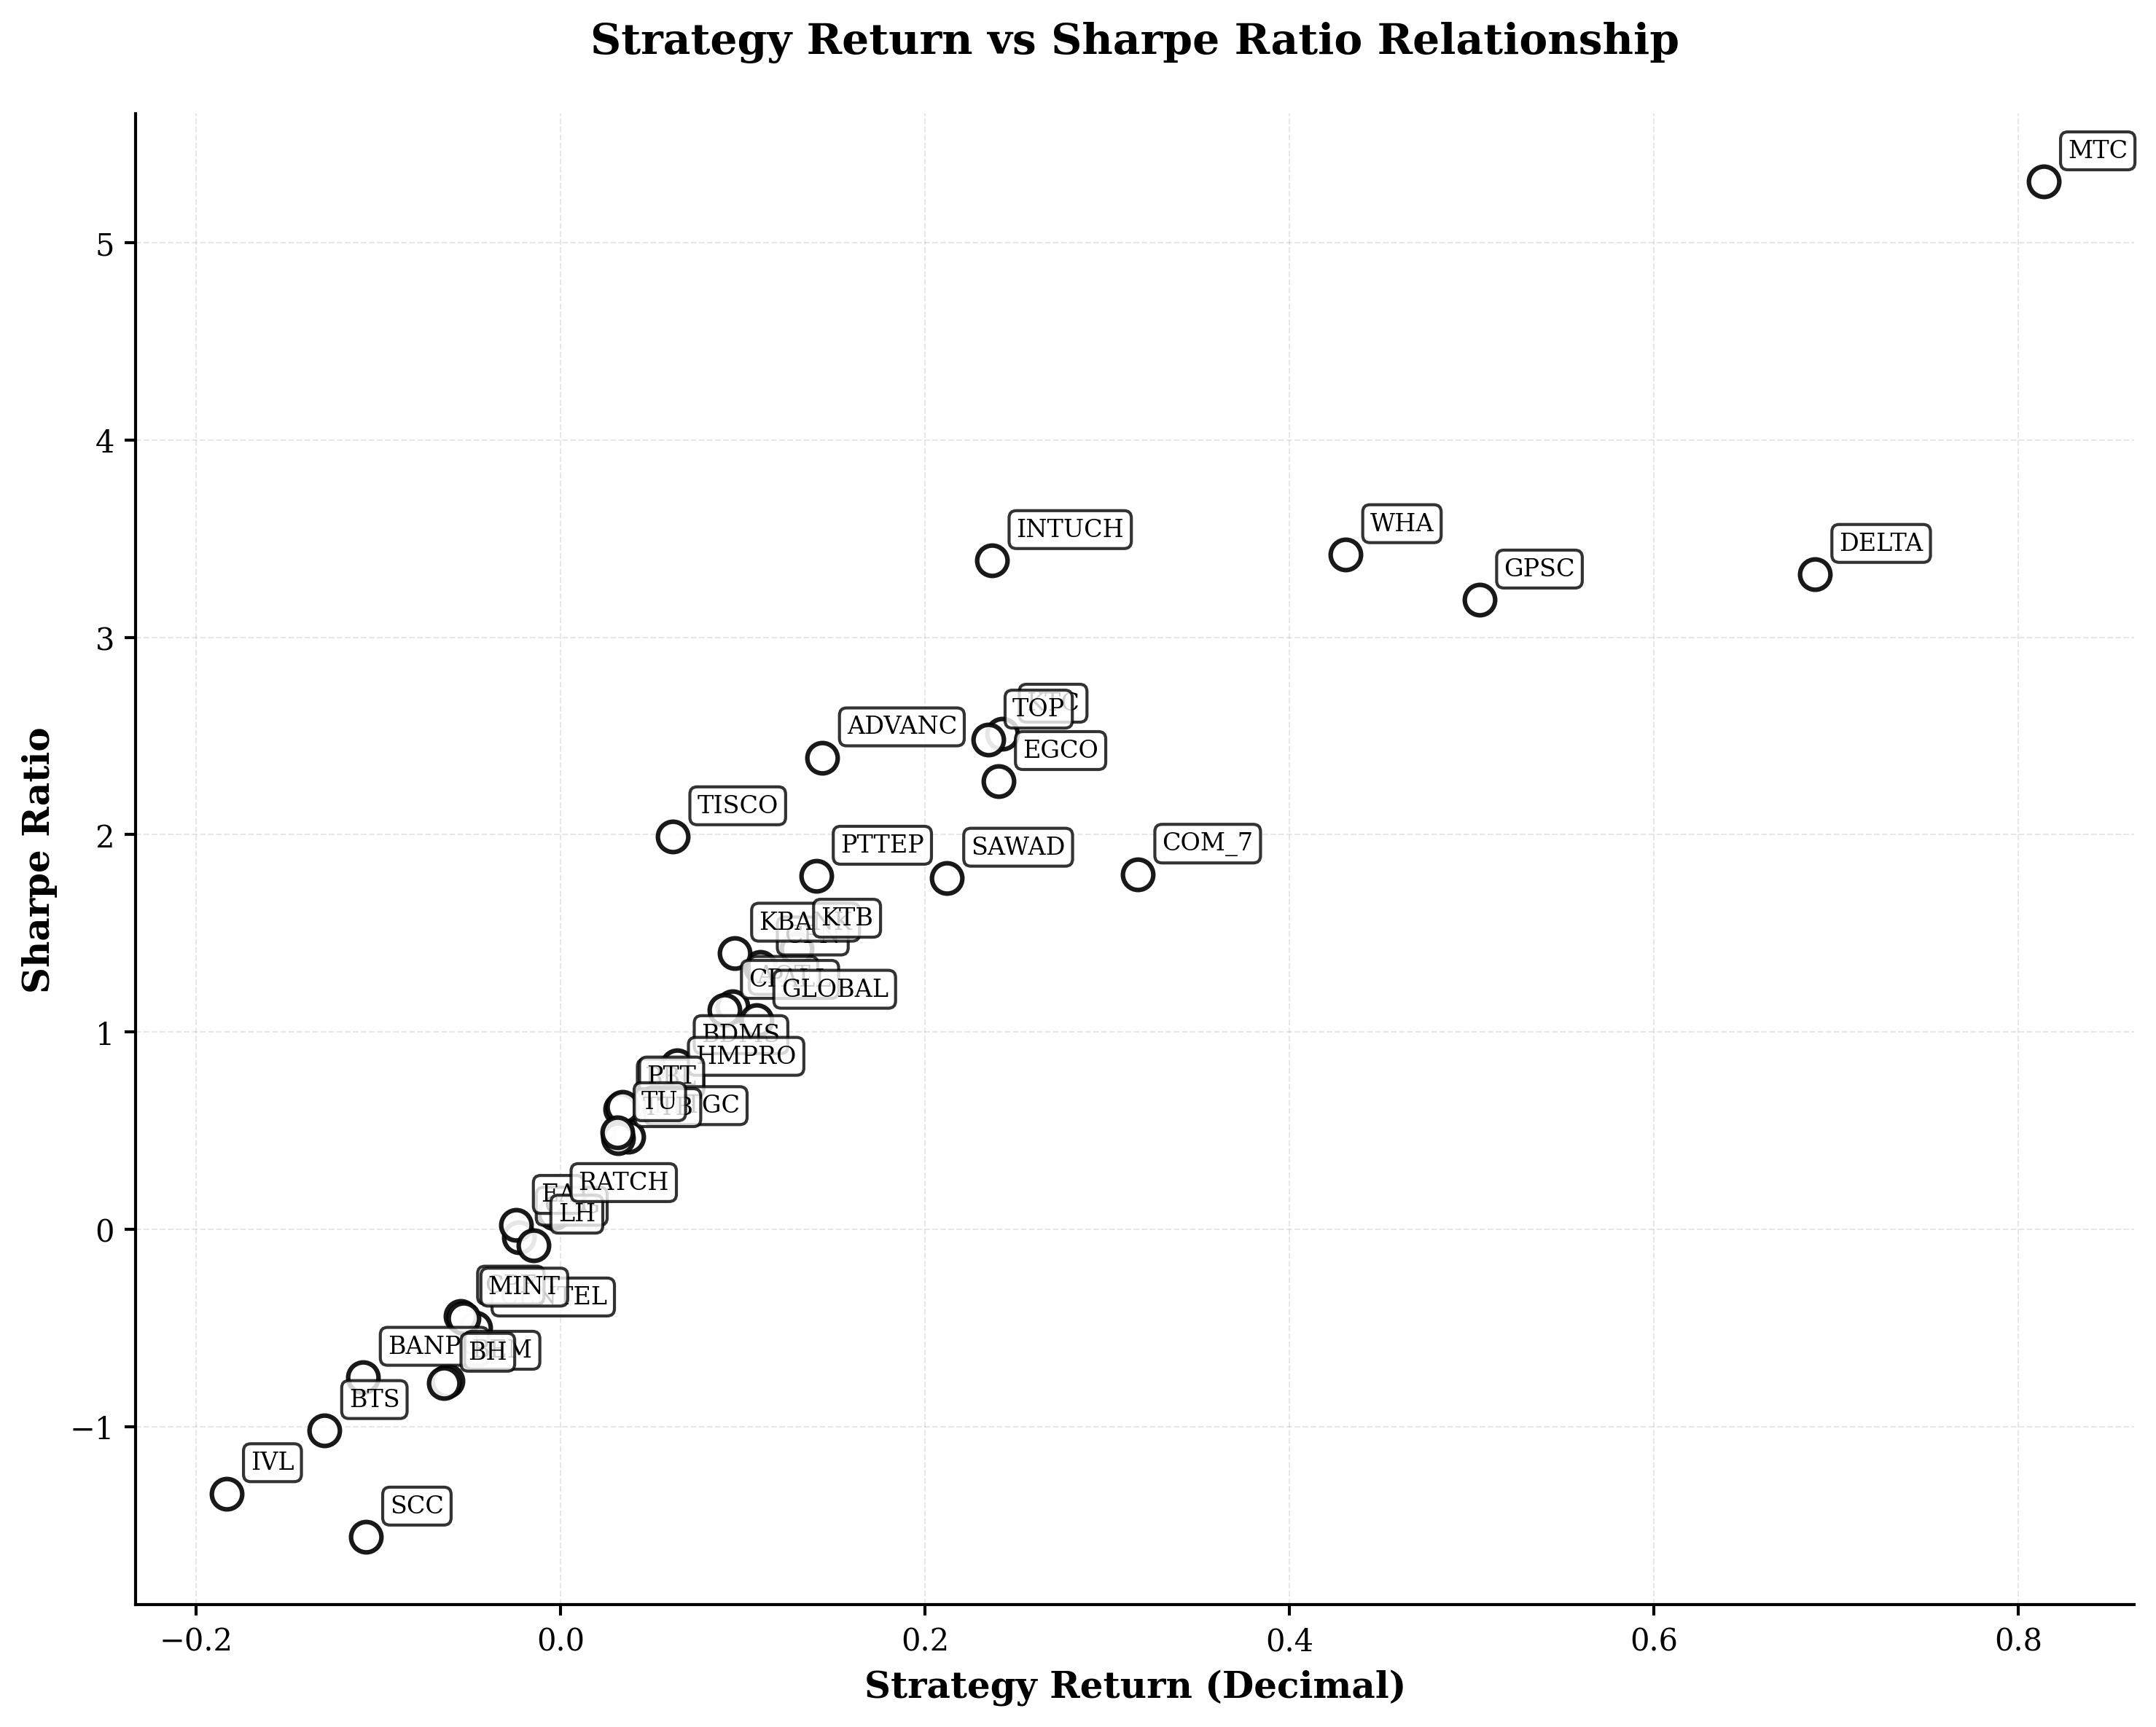 Strategy Return vs Sharpe Ratio Relationship
MTC
5
INTUCH
WHA
DELTA
GPSC
4
3
TOP
ADVANC
EGCO
TISCO
2
PTTEP
SAWAD
COM_7
KTB
GLOBAL
1
BDMS
HMPRO
PTT
TU
RATCH
LH
0
MINT
BH
BTS
−1
IVL
SCC
−0.2
0.0
0.2
0.4
0.6
0.8
Sharpe Ratio
Strategy Return (Decimal)